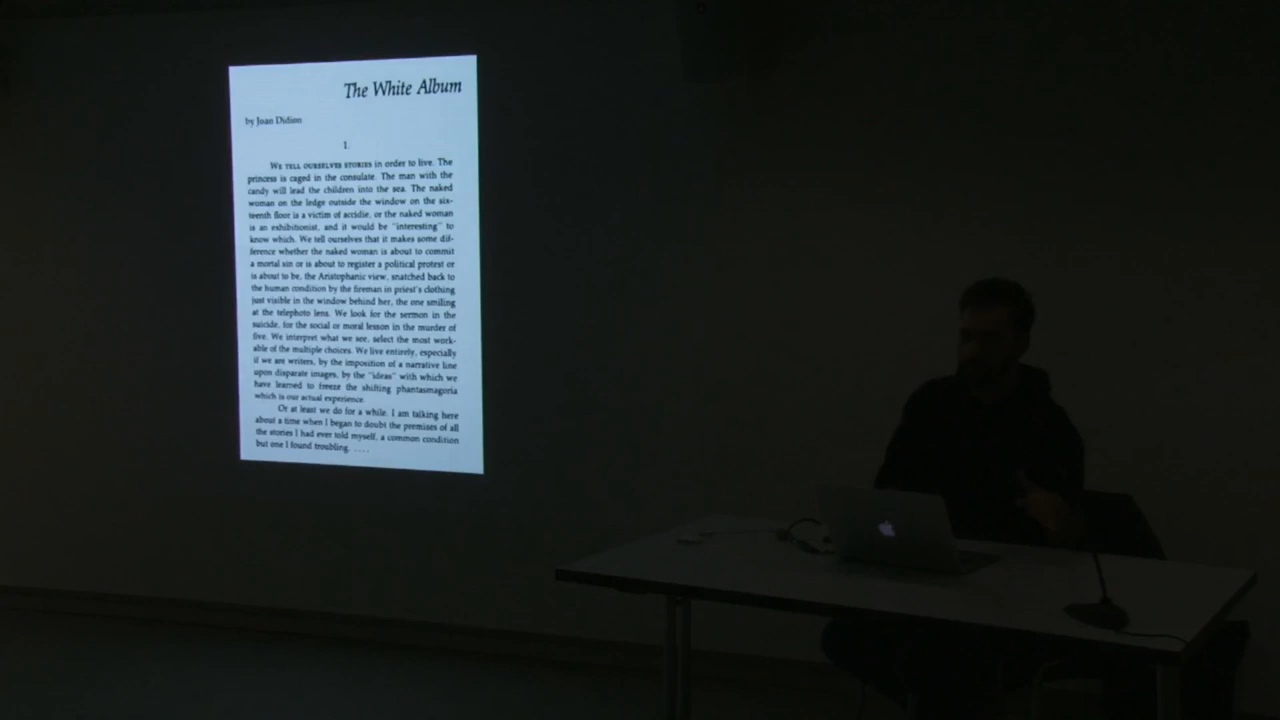 The White Album
by Joan Didion
1.
WE TELL OURSELVES STORIES in order to live. The
princess is caged in the consulate. The man with the
candy will lead the children into the sea. The naked
woman on the ledge outside the window on the six-
teenth floor is a victim of accidie, or the naked woman
is an exhibitionist, and it would be "interesting" to
know which. We tell ourselves that it makes some dif-
ference whether the naked woman is about to commit
a mortal sin or is about to register a political protest or
is about to be, the Aristophanic view, snatched back to
the human condition by the fireman in priest's clothing
just visible in the window behind her, the one smiling
at the telephoto lens. We look for the sermon in the
suicide, for the social or moral lesson in the murder of
five. We interpret what we see, select the most work-
able of the multiple choices. We live entirely, especially
if we are writers, by the imposition of a narrative line
upon disparate images, by the "ideas" with which we
have learned to freeze the shifting phantasmagoria
which is our actual experience.
Or at least we do for a while. I am talking here
about a time when I began to doubt the premises of all
the stories I had ever told myself, a common condition
but one I found troubling. ....